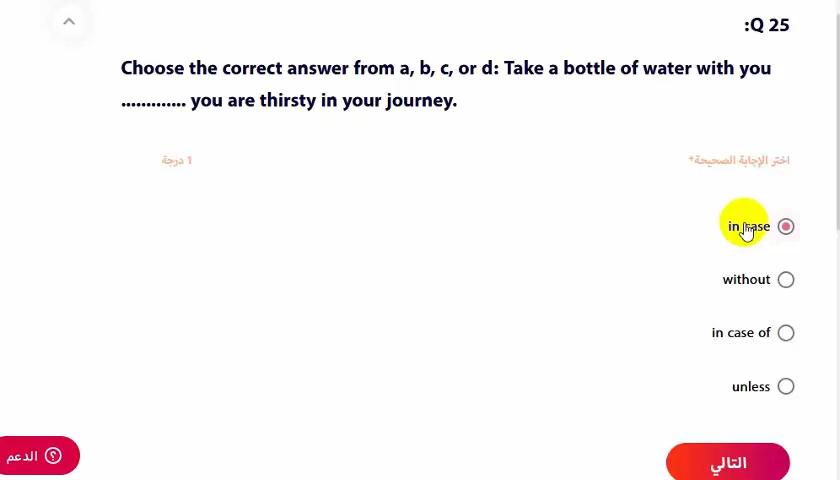 :Q 25
Choose the correct answer from a, b, c, or d: Take a bottle of water with you
............. you are thirsty in your journey.
اختر الإجابة الصحيحة*
1 درجة
in case
without
in case of
unless
الدعم
التالي